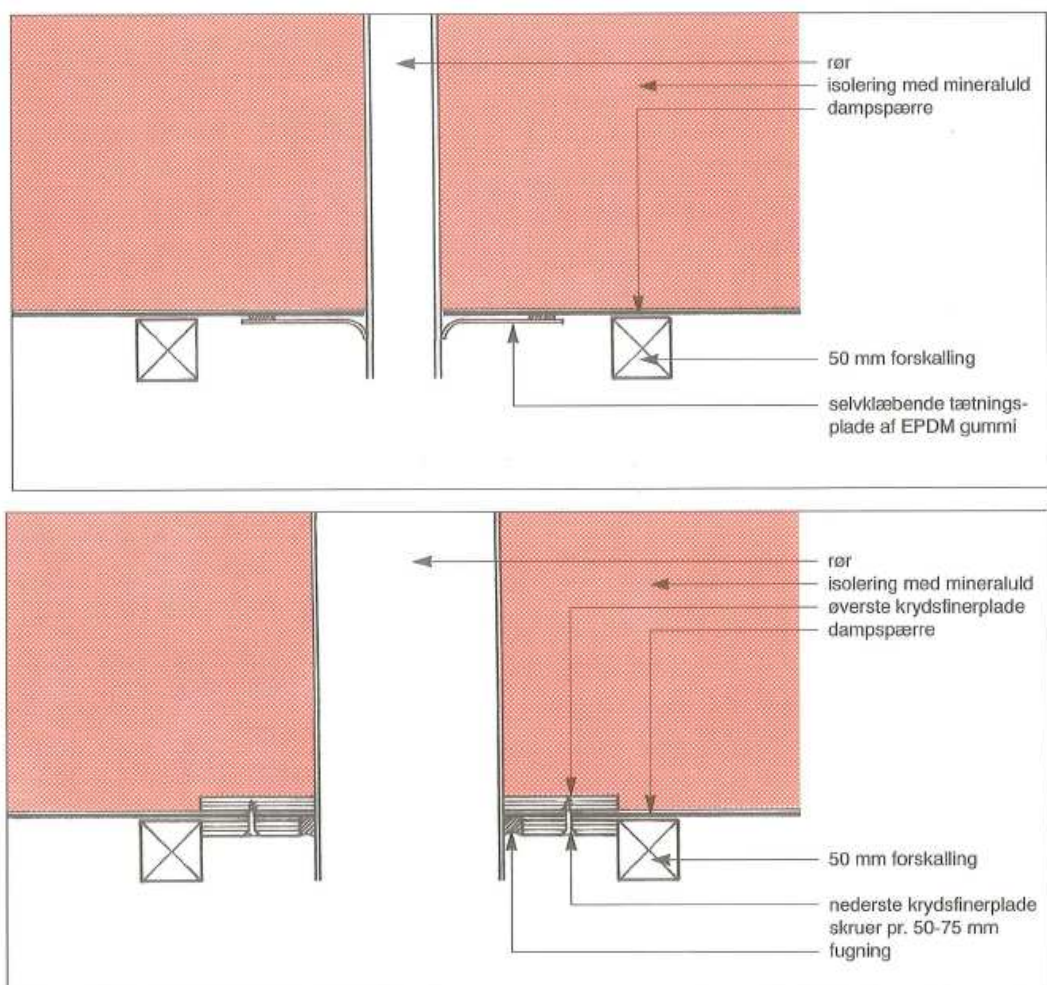 rør
isolering med mineraluld
dampspærre
50 mm forskalling
selvklæbende tætnings-
plade af EPDM gummi
rør
isolering med mineraluld
øverste krydsfinerplade
dampspærre
50 mm forskalling
nederste krydsfinerplade
skruer pr. 50-75 mm
fugning